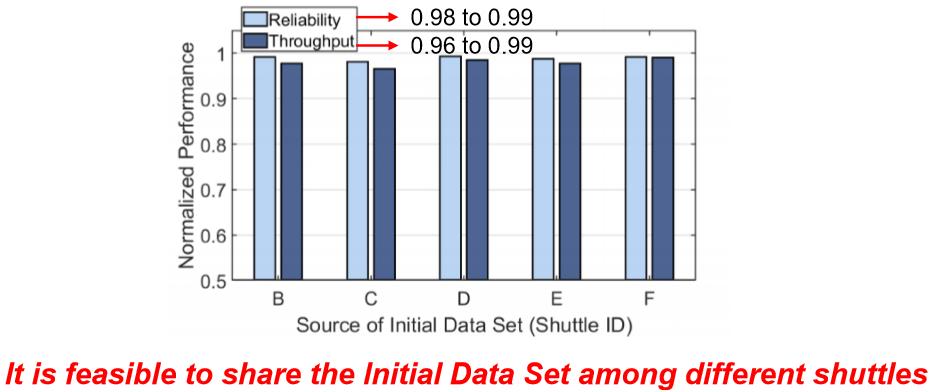 Reliability 0.98 to 0.99
Throughput 0.96 to 0.99
Normalized Performance
1
0.9
0.8
0.7
0.6
0.5
B C D E F
Source of Initial Data Set (Shuttle ID)
It is feasible to share the Initial Data Set among different shuttles